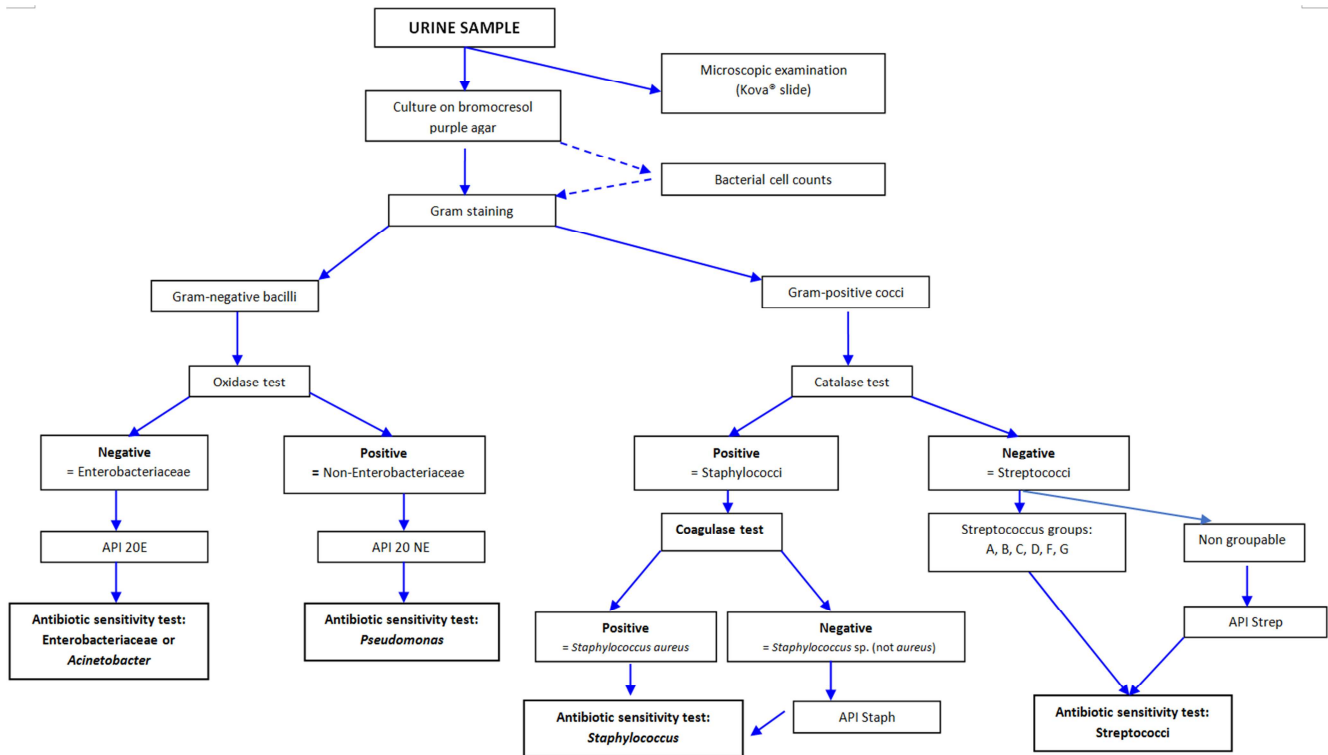 URINE SAMPLE
Microscopic examination
(Kova® slide)
Culture on bromocresol
purple agar
Bacterial cell counts
Gram staining
Gram-negative bacilli
Gram-positive cocci
Oxidase test
Catalase test
Negative
= Enterobacteriaceae
Positive
= Non-Enterobacteriaceae
Positive
= Staphylococci
Negative
= Streptococci
API 20E
API 20 NE
Coagulase test
Streptococcus groups:
A, B, C, D, F, G
Non groupable
Antibiotic sensitivity test:
Enterobacteriaceae or
Acinetobacter
Antibiotic sensitivity test:
Pseudomonas
Positive
= Staphylococcus aureus
Negative
= Staphylococcus sp. (not aureus)
API Strep
Antibiotic sensitivity test:
Staphylococcus
API Staph
Antibiotic sensitivity test:
Streptococci